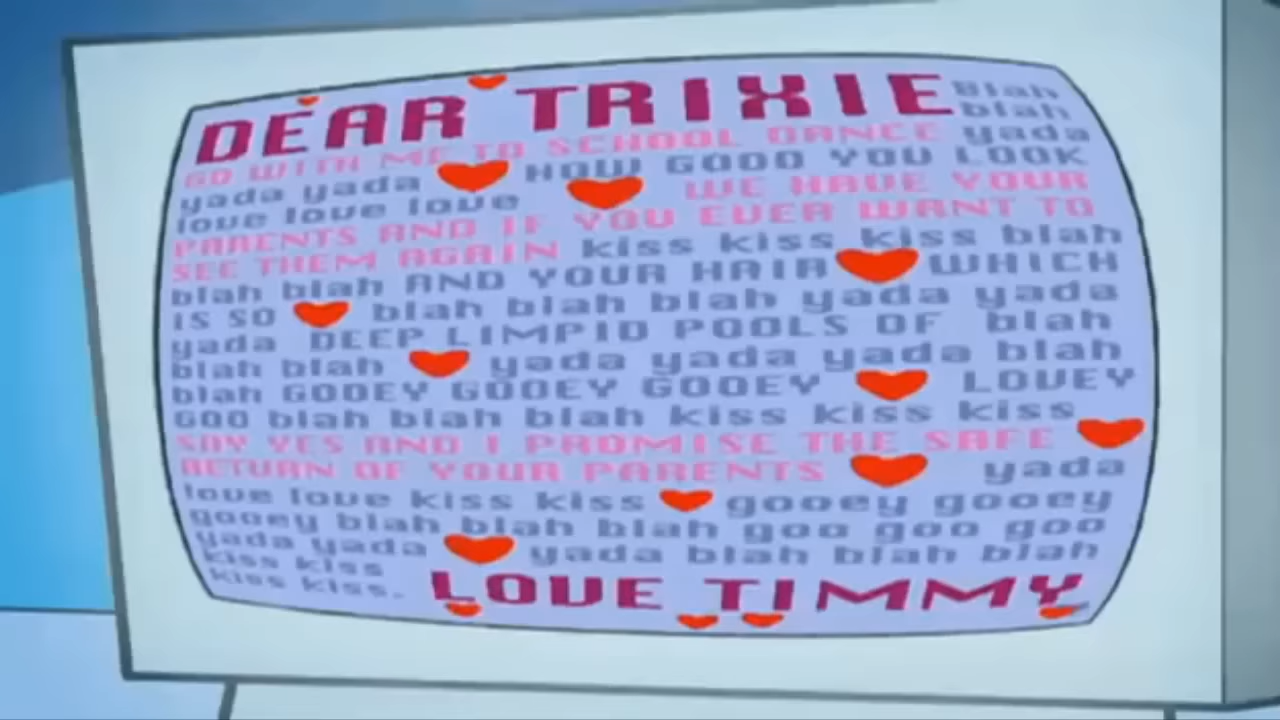 DEAR TRIXIE Blah
blah
GO WITH ME TO SCHOOL DANCE yada
yada yada HOW GOOD YOU LOOK
love love love WE HAVE YOUR
PARENTS AND IF YOU EVER WANT TO
SEE THEM AGAIN kiss kiss kiss blah
blah blah AND YOUR HAIR WHICH
IS SO blah blah blah yada yada
yada DEEP LIMPID POOLS OF blah
blah blah yada yada yada blah
blah GOOEY GOOEY GOOEY LOVEY
GOO blah blah blah kiss kiss kiss
SAY YES AND I PROMISE THE SAFE
RETURN OF YOUR PARENTS yada
love love kiss kiss gooey gooey
gooey blah blah blah goo goo goo
yada yada yada blah blah blah
kiss kiss
kiss kiss. LOVE TIMMY